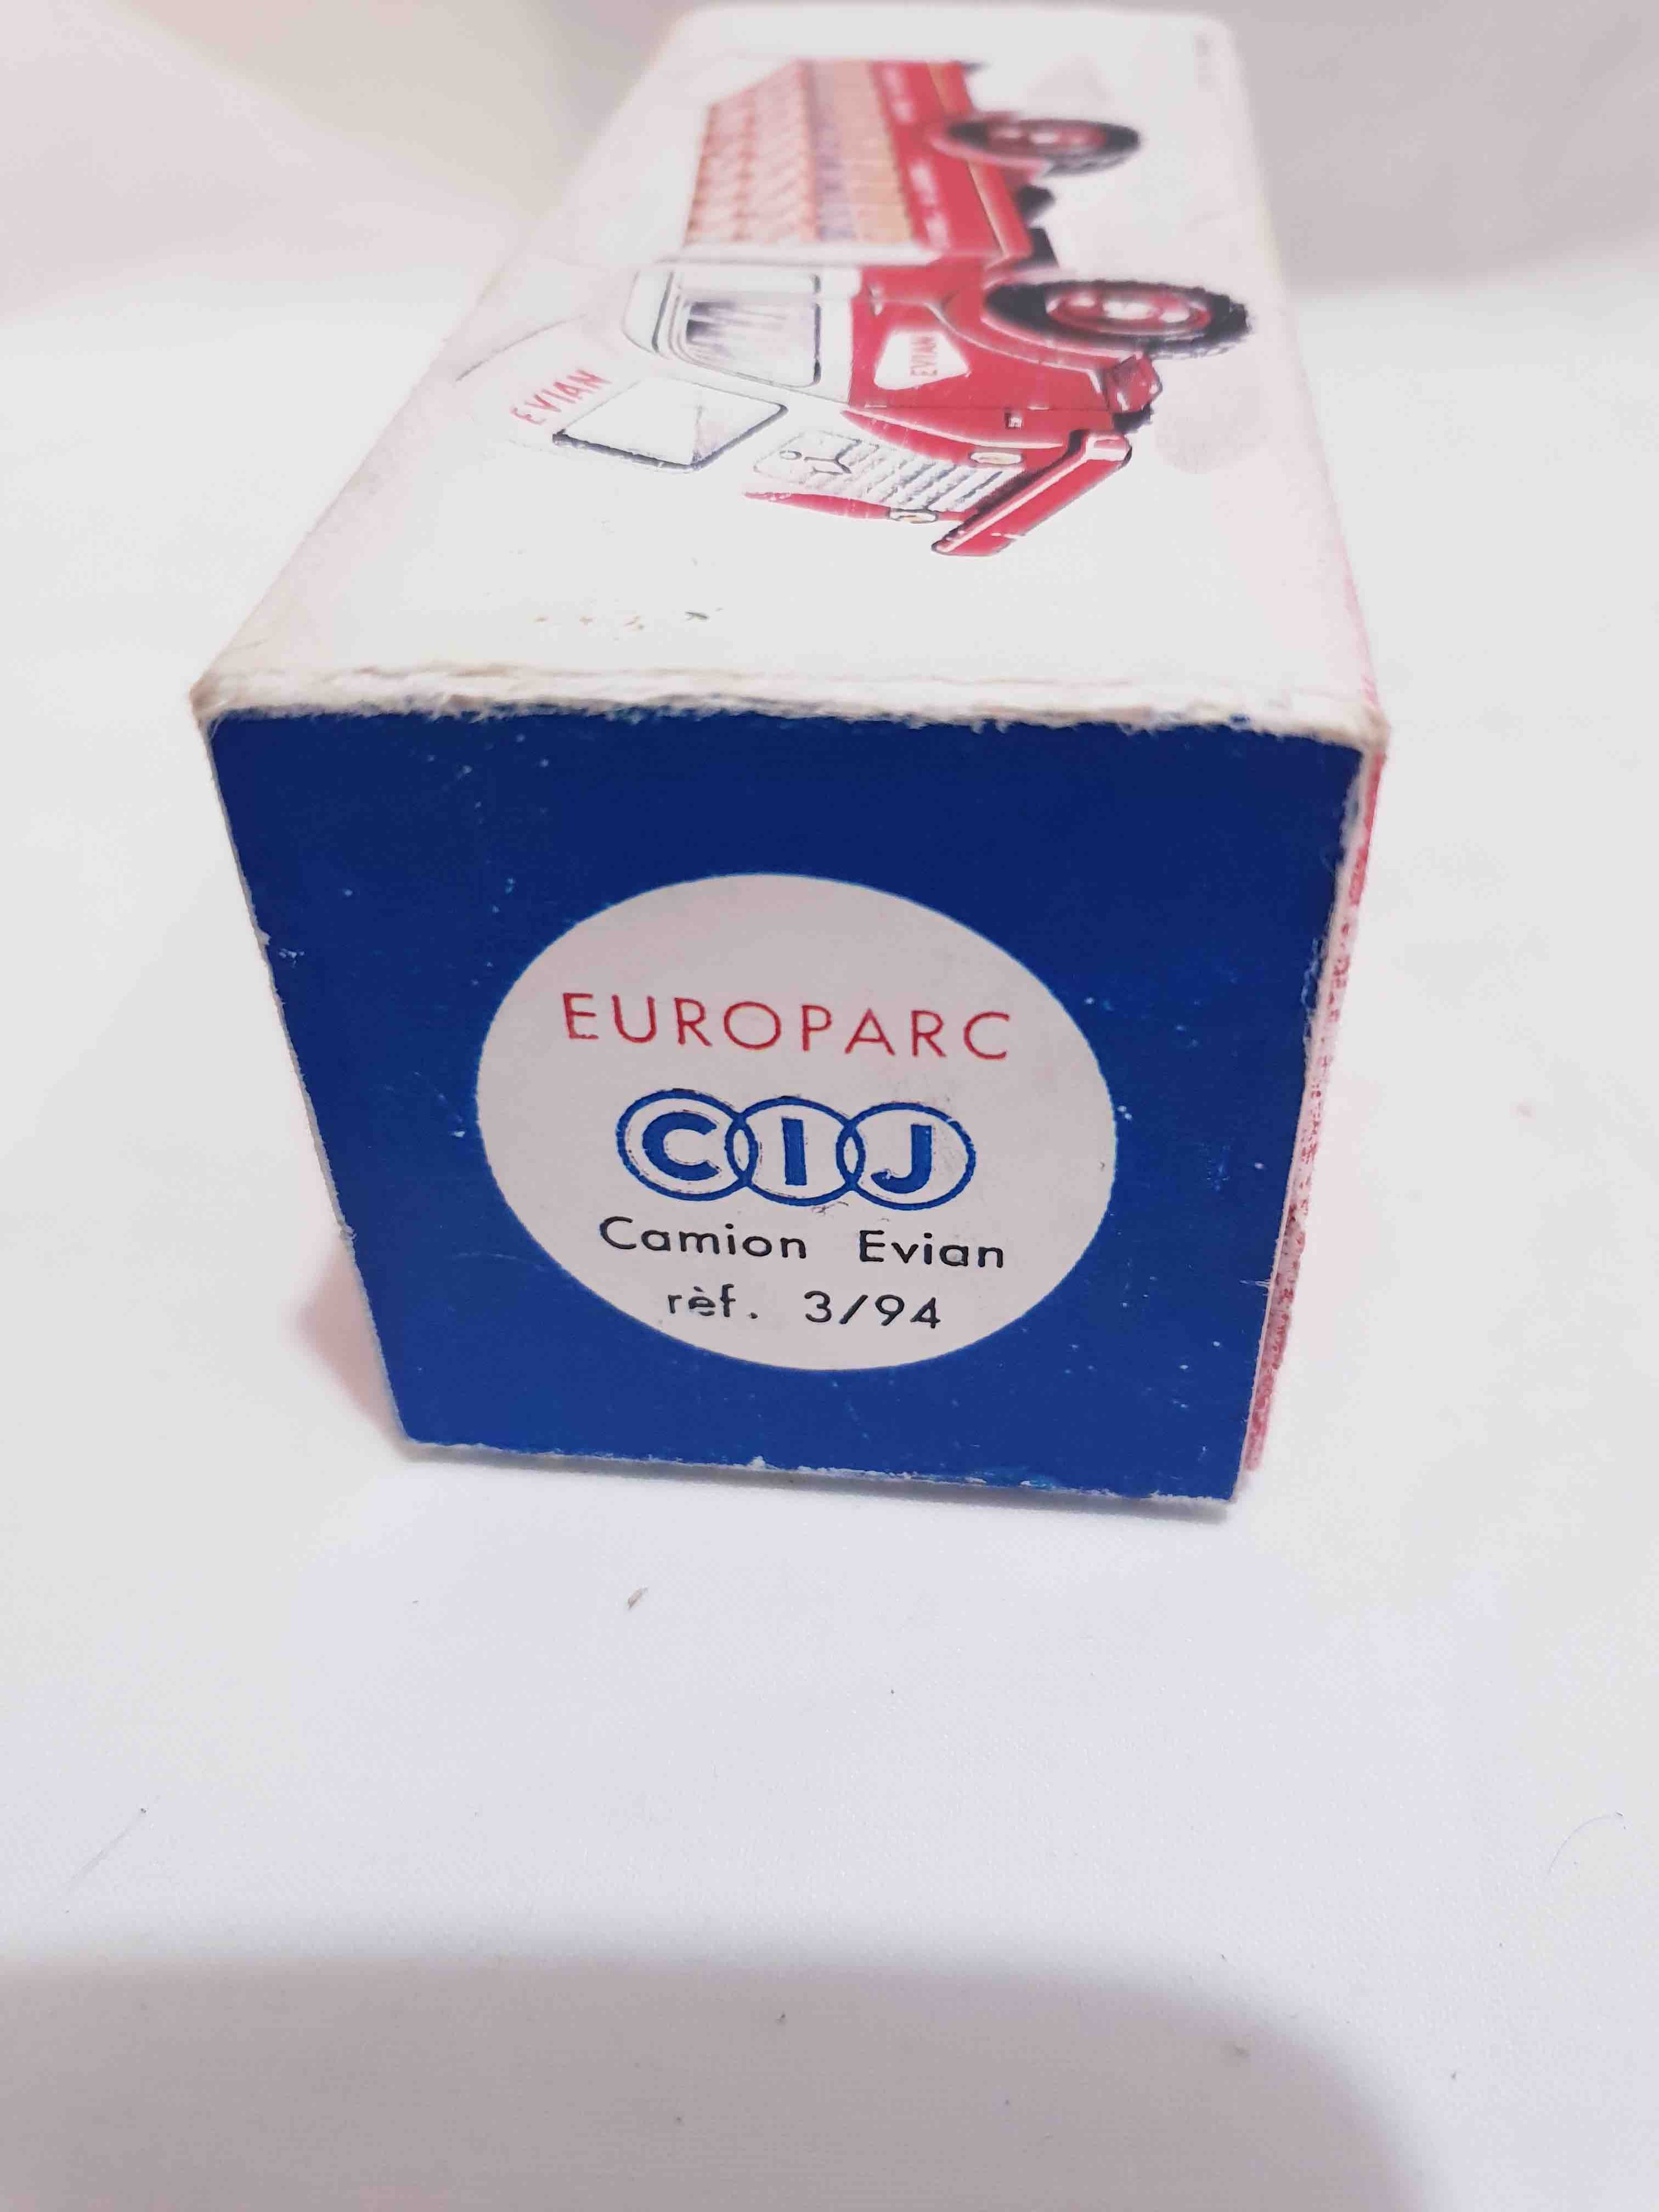 EVIAN
EVIAN
EUROPARC
CIJ
Camion Evian
rèf. 3/94